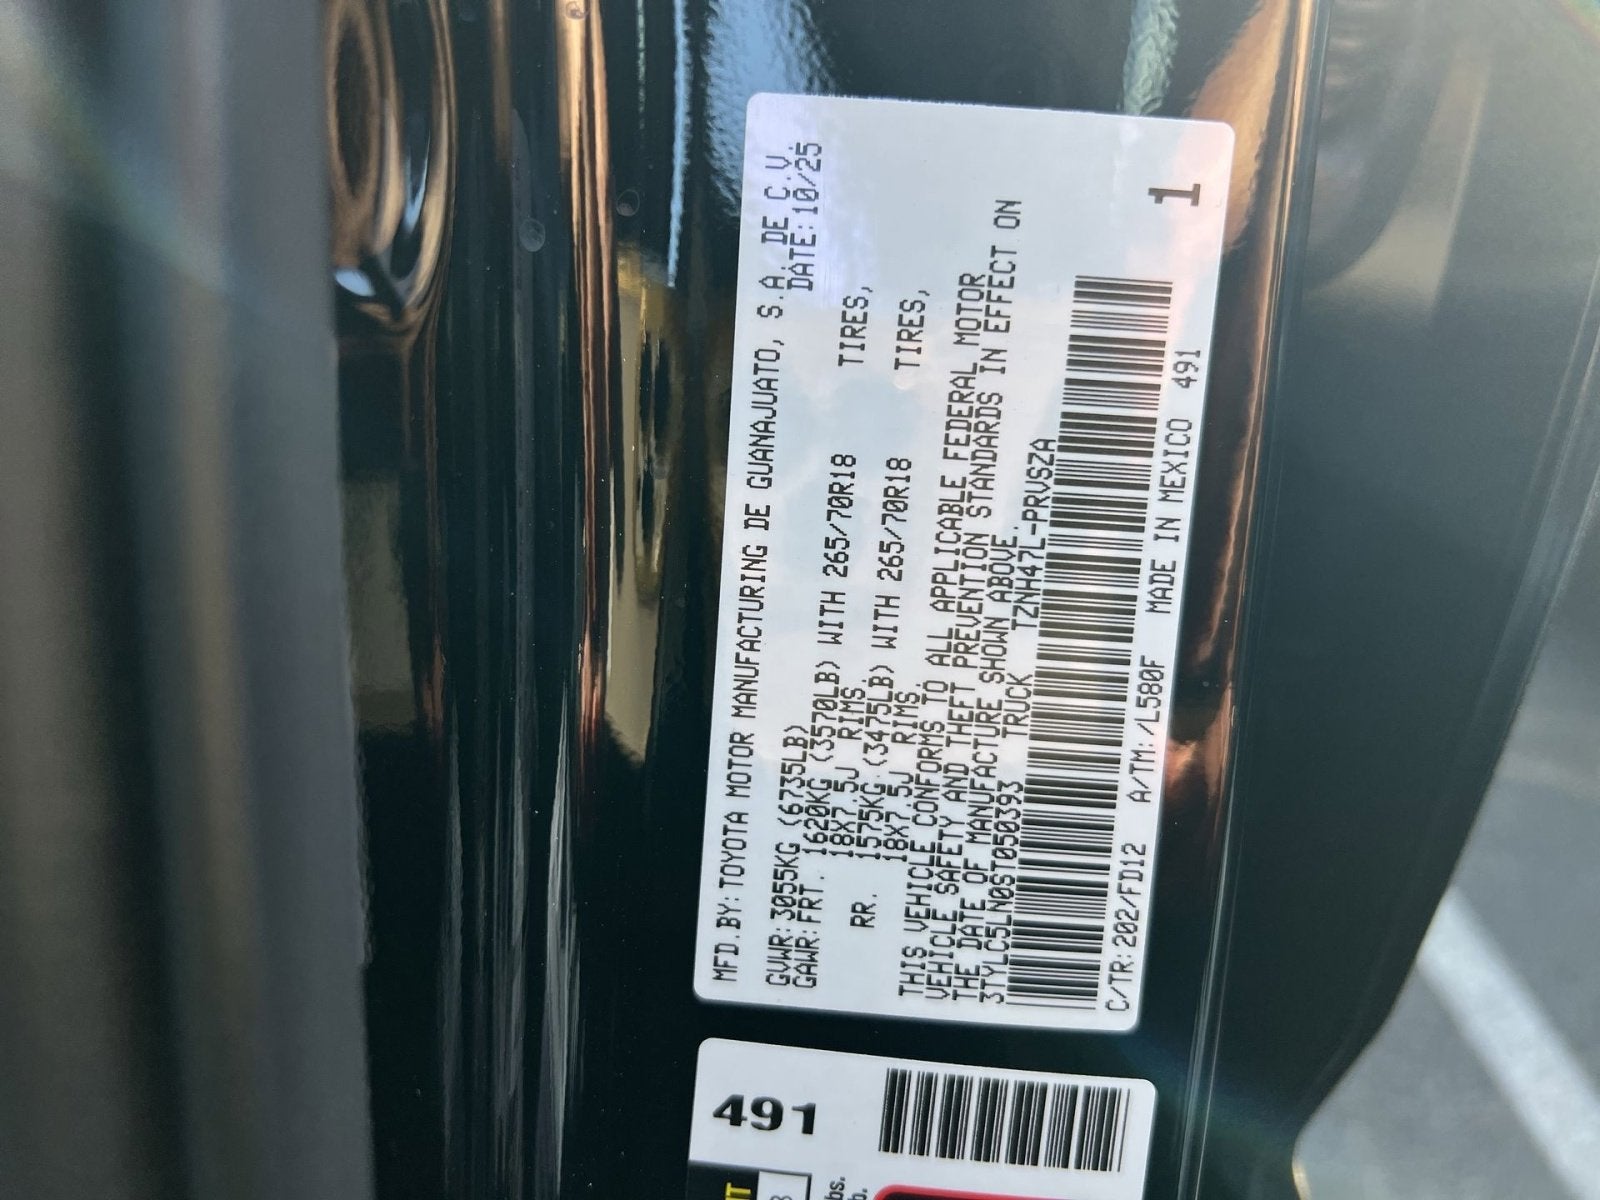 MFD.BY:TOYOTA MOTOR MANUFACTURING DE GUANAJUATO, S.A. DE C.V.
DATE:10/25
GVWR:3055KG (6735LB)
GAWR:FRT. 1620KG (3570LB) WITH 265/70R18 TIRES,
18X7.5J RIMS,
RR. 1575KG (3475LB) WITH 265/70R18 TIRES,
18X7.5J RIMS,
THIS VEHICLE CONFORMS TO ALL APPLICABLE FEDERAL MOTOR
VEHICLE SAFETY AND THEFT PREVENTION STANDARDS IN EFFECT ON
THE DATE OF MANUFACTURE SHOWN ABOVE.
3TYLC5LN0ST050393 TRUCK TZNH47L-PRVSZA
C/TR:202/FD12 A/TM:/L580F MADE IN MEXICO 491
1
491